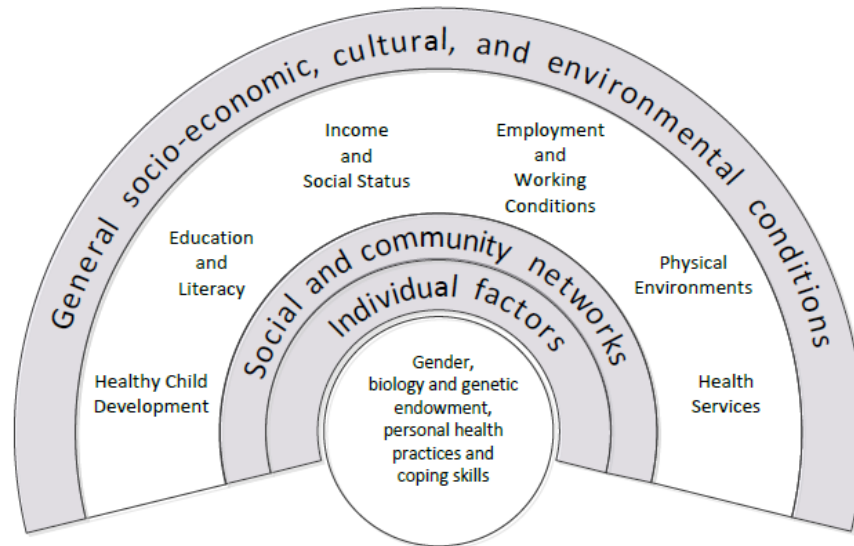 General socio-economic, cultural, and environmental conditions
Income
and
Social Status
Employment
and
Working
Conditions
Education
and
Literacy
Physical
Environments
Healthy Child
Development
Health
Services
Social and community networks
Individual factors
Gender,
biology and genetic
endowment,
personal health
practices and
coping skills